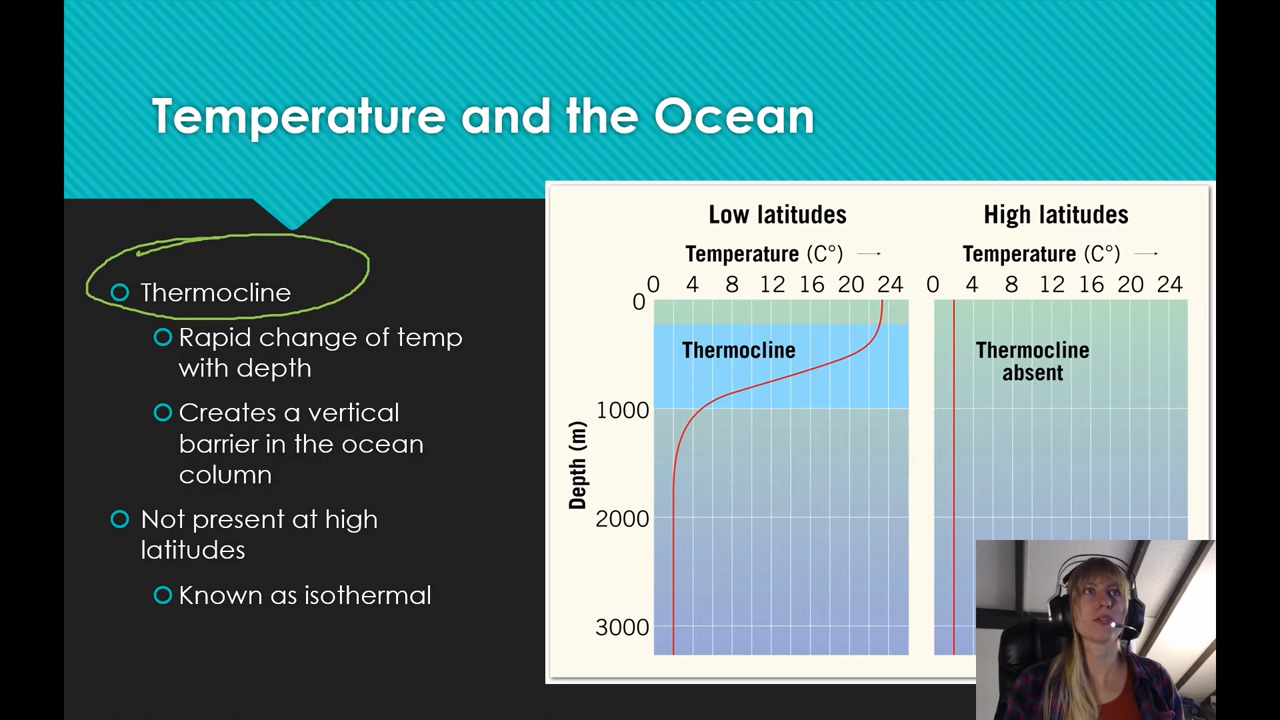 Temperature and the Ocean
Thermocline
Rapid change of temp
with depth
Creates a vertical
barrier in the ocean
column
Not present at high
latitudes
Known as isothermal
Low latitudes
Temperature (C°) →
0 4 8 12 16 20 24
0
1000
2000
3000
Depth (m)
Thermocline
High latitudes
Temperature (C°) →
0 4 8 12 16 20 24
Thermocline
absent